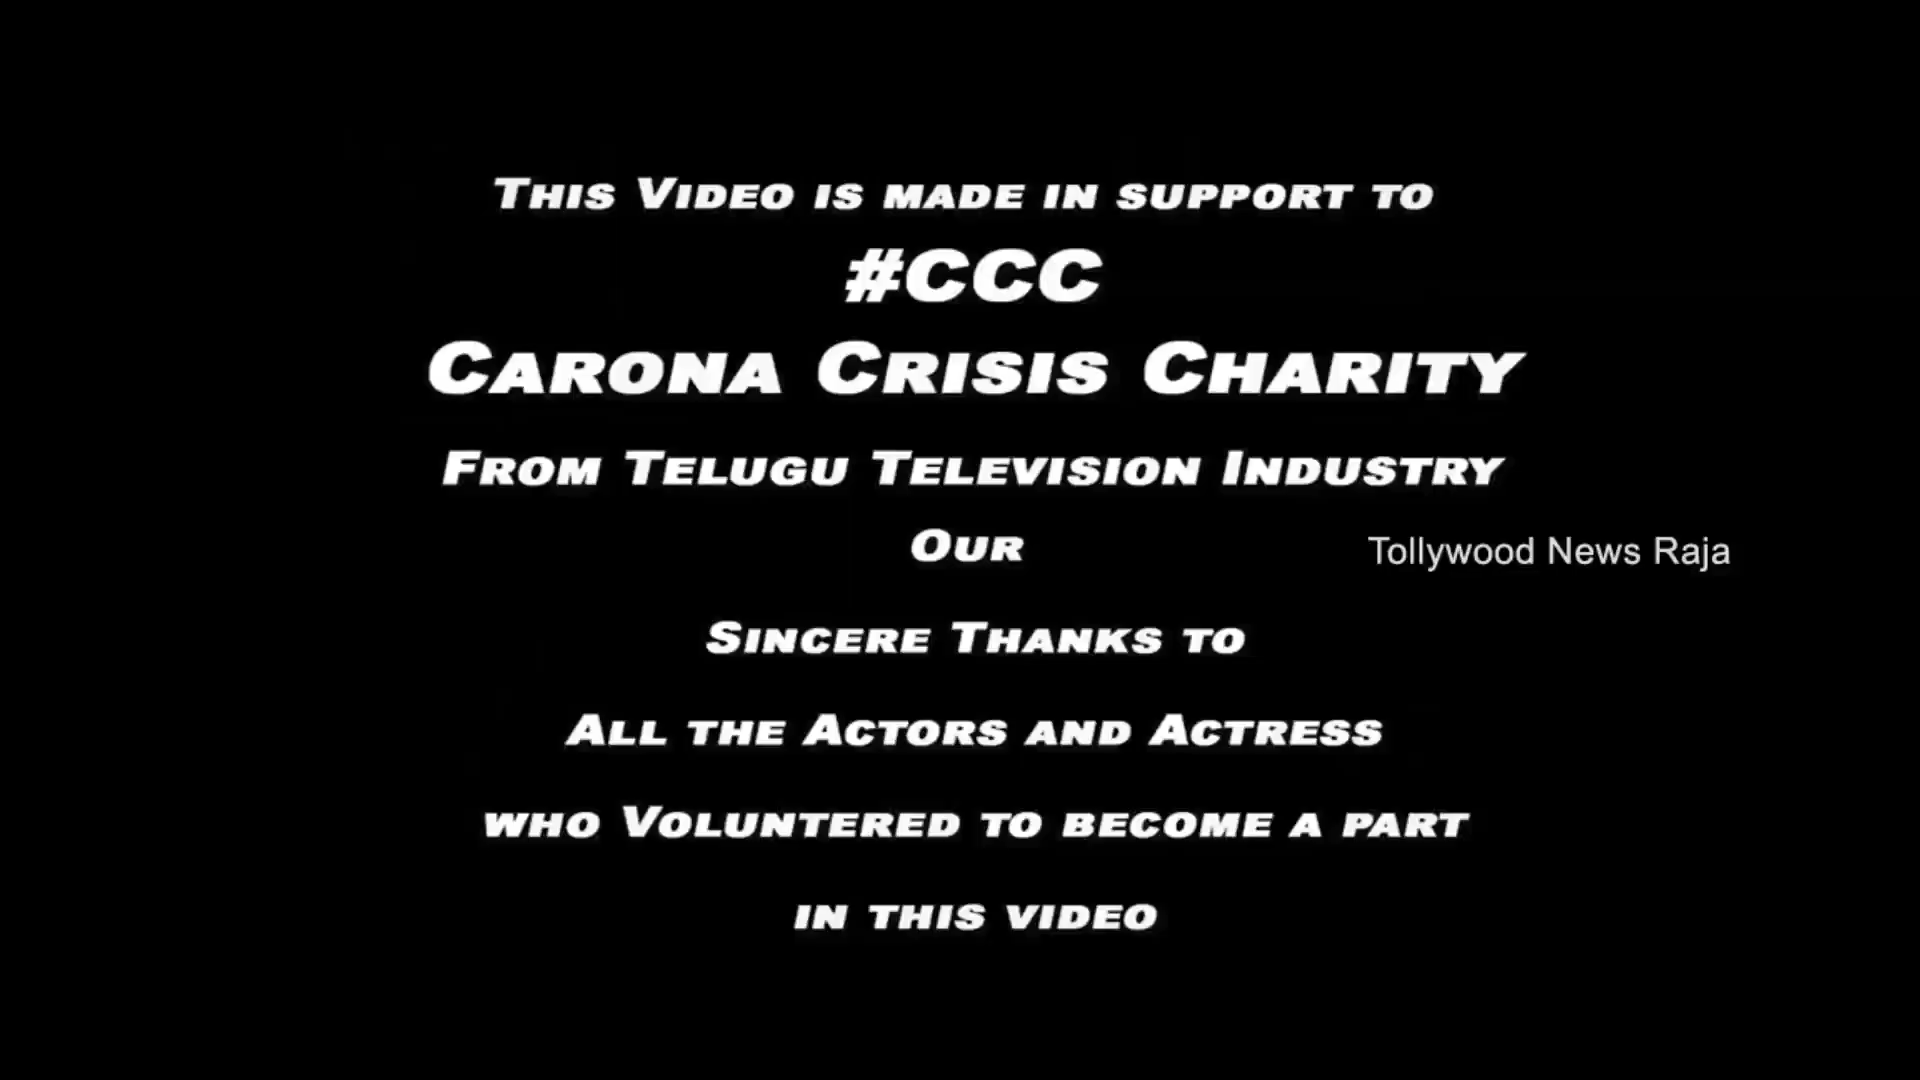 This Video is made in support to
#CCC
Carona Crisis Charity
From Telugu Television Industry
Our
Tollywood News Raja
Sincere Thanks to
All the Actors and Actress
who Voluntered to become a part
in this video